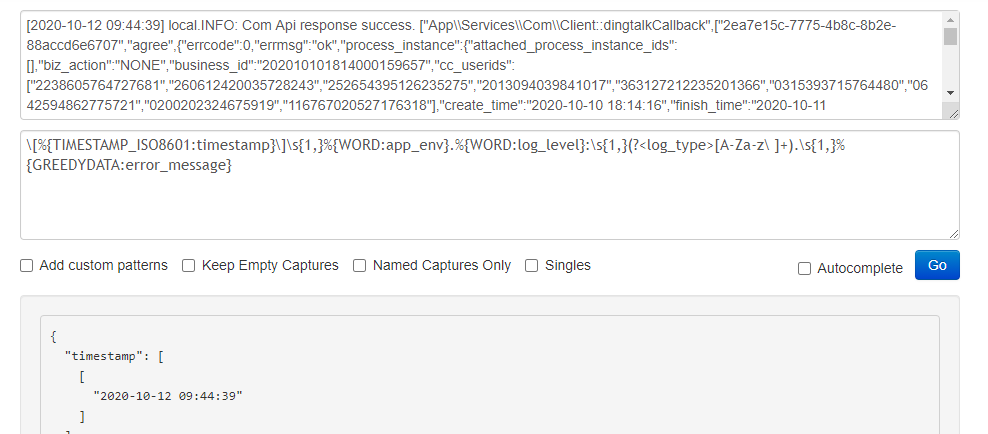 [2020-10-12 09:44:39] local.INFO: Com Api response success. ["App\\Services\\Com\\Client::dingtalkCallback",["2ea7e15c-7775-4b8c-8b2e-
88accd6e6707","agree",{"errcode":0,"errmsg":"ok","process_instance":{"attached_process_instance_ids":
[],"biz_action":"NONE","business_id":"202010101814000159657","cc_userids":
["2238605764727681","260612420035728243","252654395126235275","2013094039841017","363127212235201366","0315393715764480","06
42594862775721","0200202324675919","116767020527176318"],"create_time":"2020-10-10 18:14:16","finish_time":"2020-10-11
\[%{TIMESTAMP_ISO8601:timestamp}\]\s{1,}%{WORD:app_env}.%{WORD:log_level}:\s{1,}(?<log_type>[A-Za-z\ ]+).\s{1,}%
{GREEDYDATA:error_message}
Add custom patterns Keep Empty Captures Named Captures Only Singles Autocomplete Go
{
"timestamp": [
[
"2020-10-12 09:44:39"
]